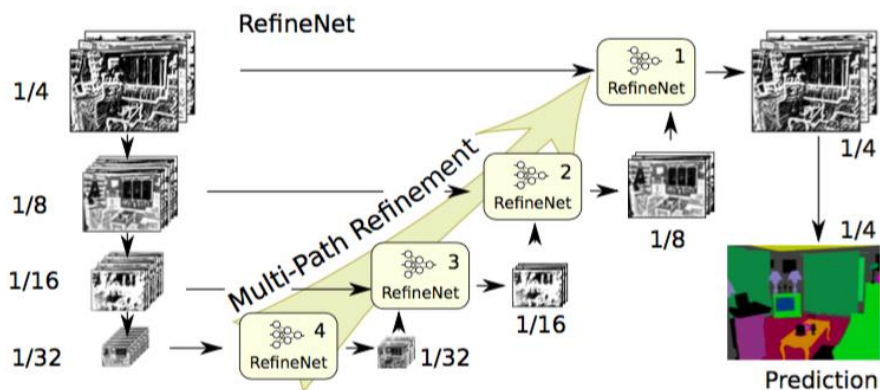 RefineNet
1/4
1
RefineNet
1/4
1/8
2
RefineNet
1/8
1/4
Multi-Path Refinement
1/16
3
RefineNet
1/16
1/32
4
RefineNet
1/32
Prediction